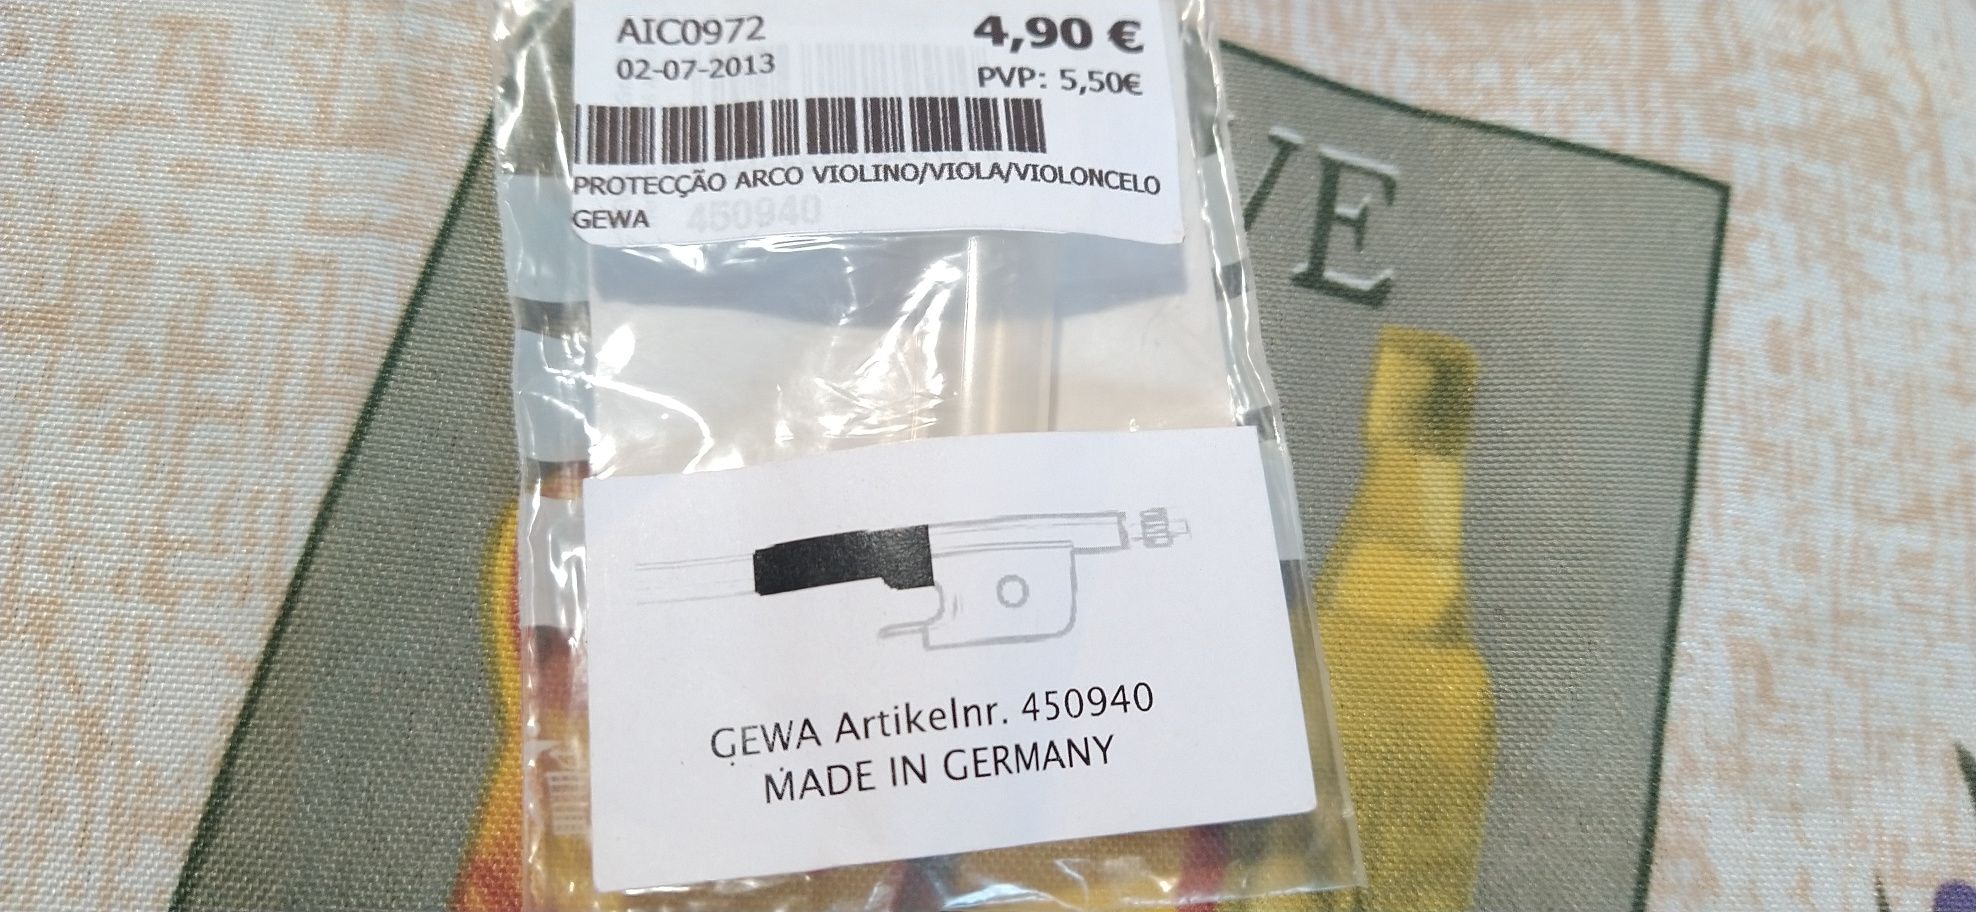 AIC0972
4,90 €
02-07-2013
PVP: 5,50€
PROTECÇÃO ARCO VIOLINO/VIOLA/VIOLONCELO
GEWA
450940
VE
GEWA Artikelnr. 450940
MADE IN GERMANY